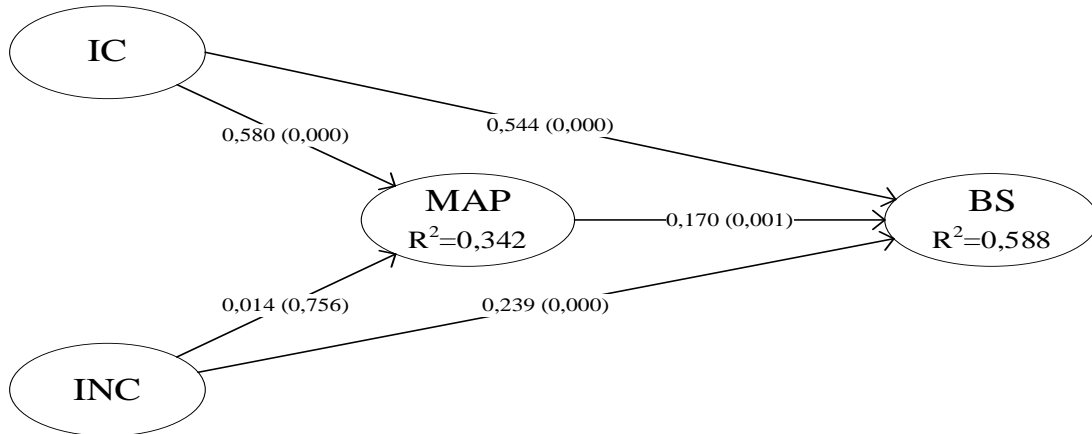 IC
0,580 (0,000)
0,544 (0,000)
MAP
R²=0,342
0,170 (0,001)
BS
R²=0,588
0,014 (0,756)
0,239 (0,000)
INC